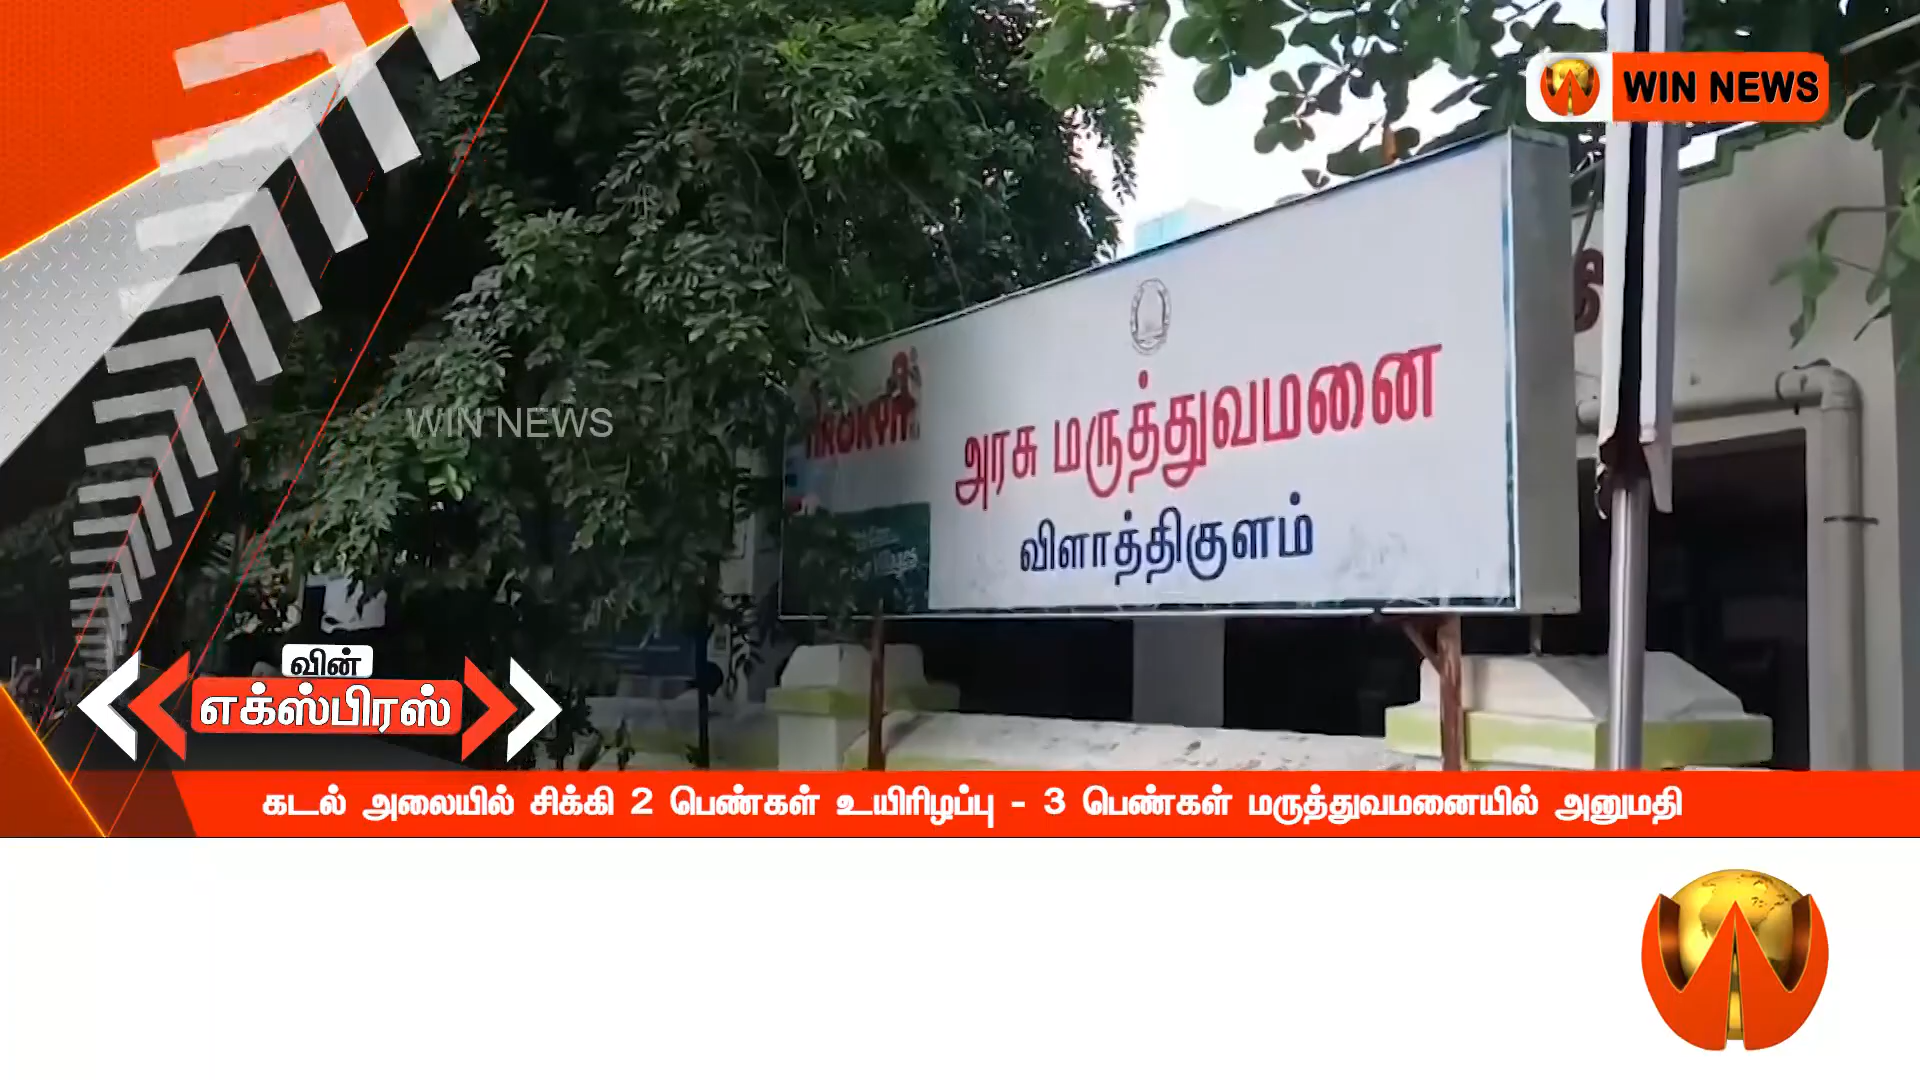 WIN NEWS
WIN NEWS
அரசு மருத்துவமனை
விளாத்திகுளம்
வின்
எக்ஸ்பிரஸ்
கடல் அலையில் சிக்கி 2 பெண்கள் உயிரிழப்பு - 3 பெண்கள் மருத்துவமனையில் அனுமதி